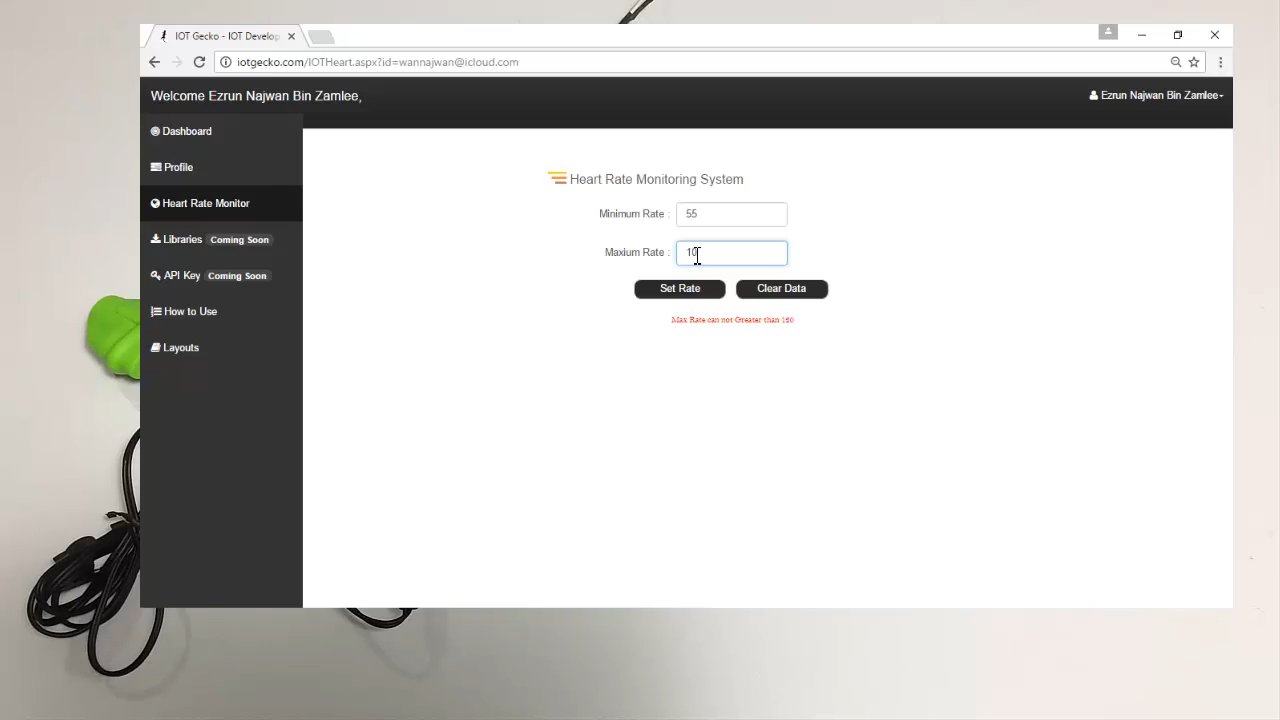 IOT Gecko - IOT Develop
iotgecko.com/IOTHeart.aspx?id=wannajwan@icloud.com
Welcome Ezrun Najwan Bin Zamlee,
Ezrun Najwan Bin Zamlee
Dashboard
Profile
Heart Rate Monitor
Libraries Coming Soon
API Key Coming Soon
How to Use
Layouts
Heart Rate Monitoring System
Minimum Rate : 55
Maxium Rate : 10
Set Rate Clear Data
Max Rate can not Greater than 150